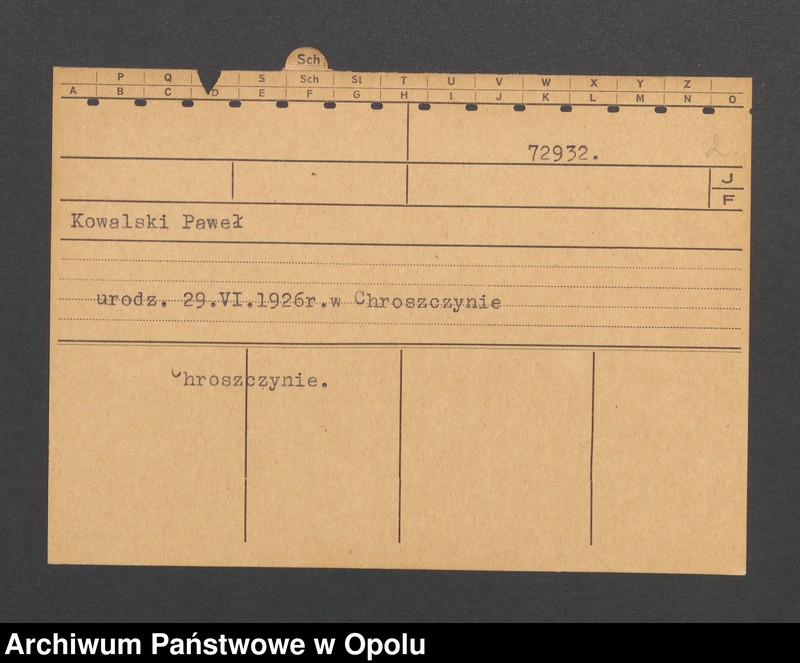 Sch
P Q S Sch St T U V W X Y Z
A B C D E F G H I J K L M N O
72932.
J
F
Kowalski Paweł
urodz. 29.VI.1926r.w Chroszczynie
Chroszczynie.
Archiwum Państwowe w Opolu